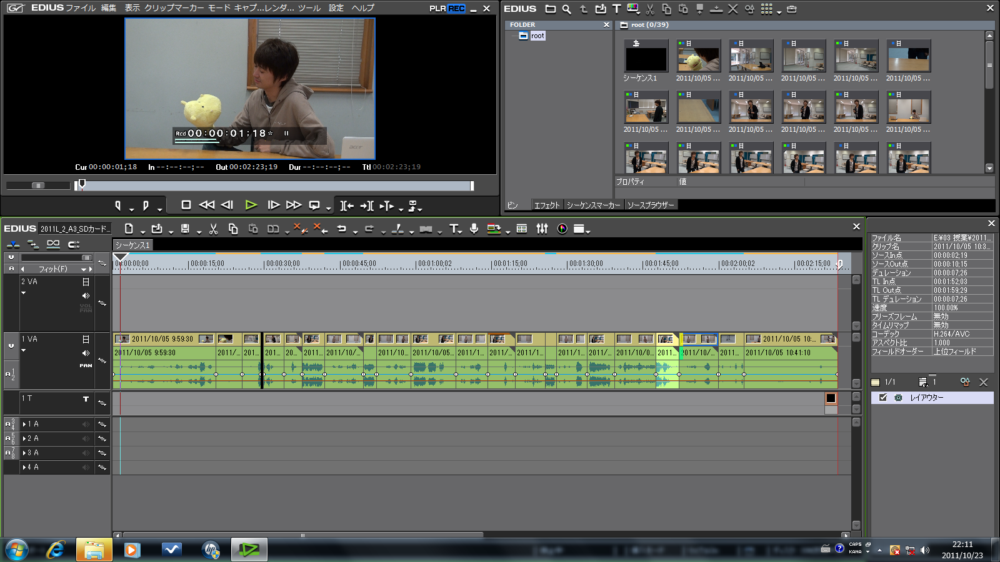 EDIUS ファイル 編集 表示 クリップマーカー モード キャプ... レンダ... ツール 設定 ヘルプ PLR REC
Rcd 00:00:01;18* II
acer
Cur 00:00:01;18 In --:--:--;-- Out 00:02:23;19 Dur --:--:--;-- Ttl 00:02:23;19
EDIUS
FOLDER
root
root (0/39)
シーケンス1 2011/10/05 ... 2011/10/05 ... 2011/10/05 ... 2011/10/05 ... 2011/10/05 ...
2011/10/05 ... 2011/10/05 ... 2011/10/05 ... 2011/10/05 ... 2011/10/05 ... 2011/10/05 ...
プロパティ 値
ビン エフェクト シーケンスマーカー ソースブラウザー
EDIUS 2011L_2_A3_SDカード...
シーケンス1
フィット(F)
00:00:00;00 00:00:15;00 00:00:30;00 00:00:45;00 00:01:00;02 00:01:15;00 00:01:30;00 00:01:45;00 00:02:00;02 00:02:15;00
2 VA
VOL
PAN
1 VA
2011/10/05 9:59:30 2011/10/05 10:...
2011/10/05 9:59:30 2011/... 201... 201... 20... 2011... 2011/10/... 201... 2011/10... 2011/10/05... 2011/1... 2011/... 2011/1... 2011/1... 201... 2011/10/0... 2011... 2011/10/... 2011... 2011/10/05 10:41:10
PAN
A 1 2
1 T T
A 3 4 1 A
A 5 6 2 A
A 7 8 3 A
4 A
ファイル名 E:¥03 授業¥2011...
クリップ名 2011/10/05 10:3...
ソースIn点 00:00:02;19
ソースOut点 00:00:10;15
デュレーション 00:00:07;26
TL In点 00:01:52;03
TL Out点 00:01:59;29
TL デュレーション 00:00:07;26
速度 100.00%
フリーズフレーム 無効
タイムリマップ 無効
コーデック H.264/AVC
アスペクト比 1.000
フィールドオーダー 上位フィールド
1/1 1
レイアウター
hp
CAPS
KANA
22:11
2011/10/23